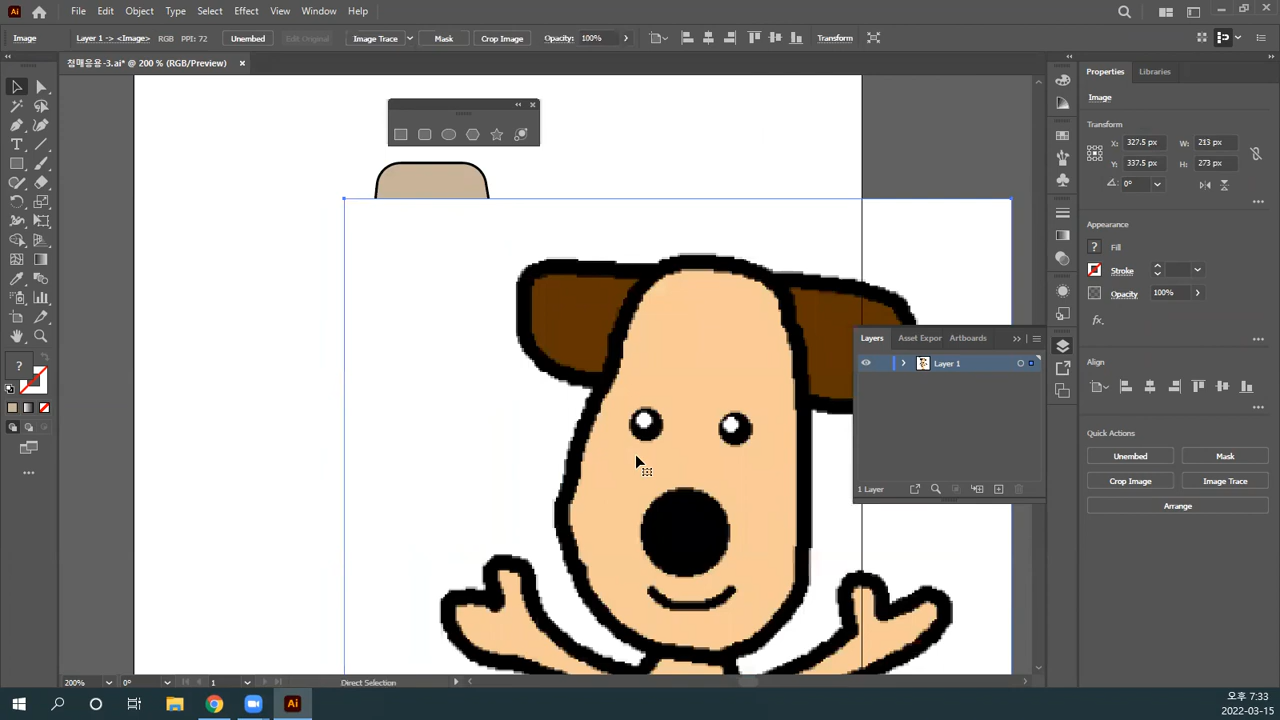 Ai File Edit Object Type Select Effect View Window Help
Image Layer 1 -> <Image> RGB PPI: 72 Unembed Edit Original Image Trace Mask Crop Image Opacity: 100% Transform
첨매응용-3.ai* @ 200 % (RGB/Preview)
Properties Libraries
Image
Transform
X: 327.5 px W: 213 px
Y: 337.5 px H: 273 px
0°
Appearance
? Fill
Stroke
Opacity 100%
fx.
Layers Asset Expor Artboards
Layer 1
1 Layer
Align
Quick Actions
Unembed Mask
Crop Image Image Trace
Arrange
?
200% 0° 1 Direct Selection
Ai
오후 7:33
2022-03-15